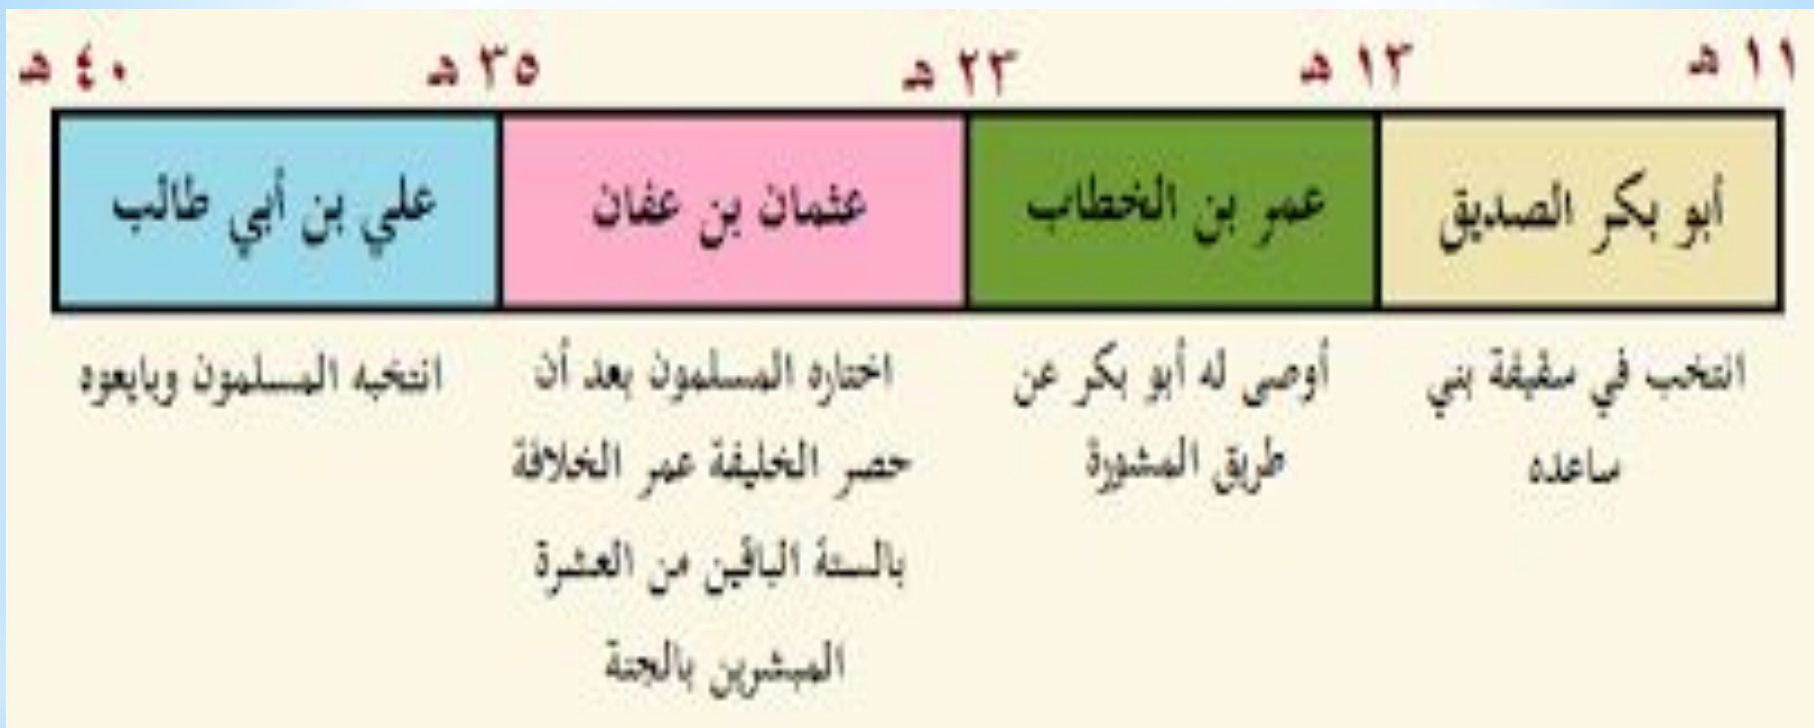 ١١ هـ ١٣ هـ ٢٣ هـ ٣٥ هـ ٤٠ هـ
أبو بكر الصديق
عمر بن الخطاب
عثمان بن عفان
علي بن أبي طالب
انتخب في سقيفة بني
ساعده
أوصى له أبو بكر عن
طريق المشورة
اختاره المسلمون بعد أن
حصر الخليفة عمر الخلافة
بالستة الباقين من العشرة
المبشرين بالجنة
انتخبه المسلمون وبايعوه